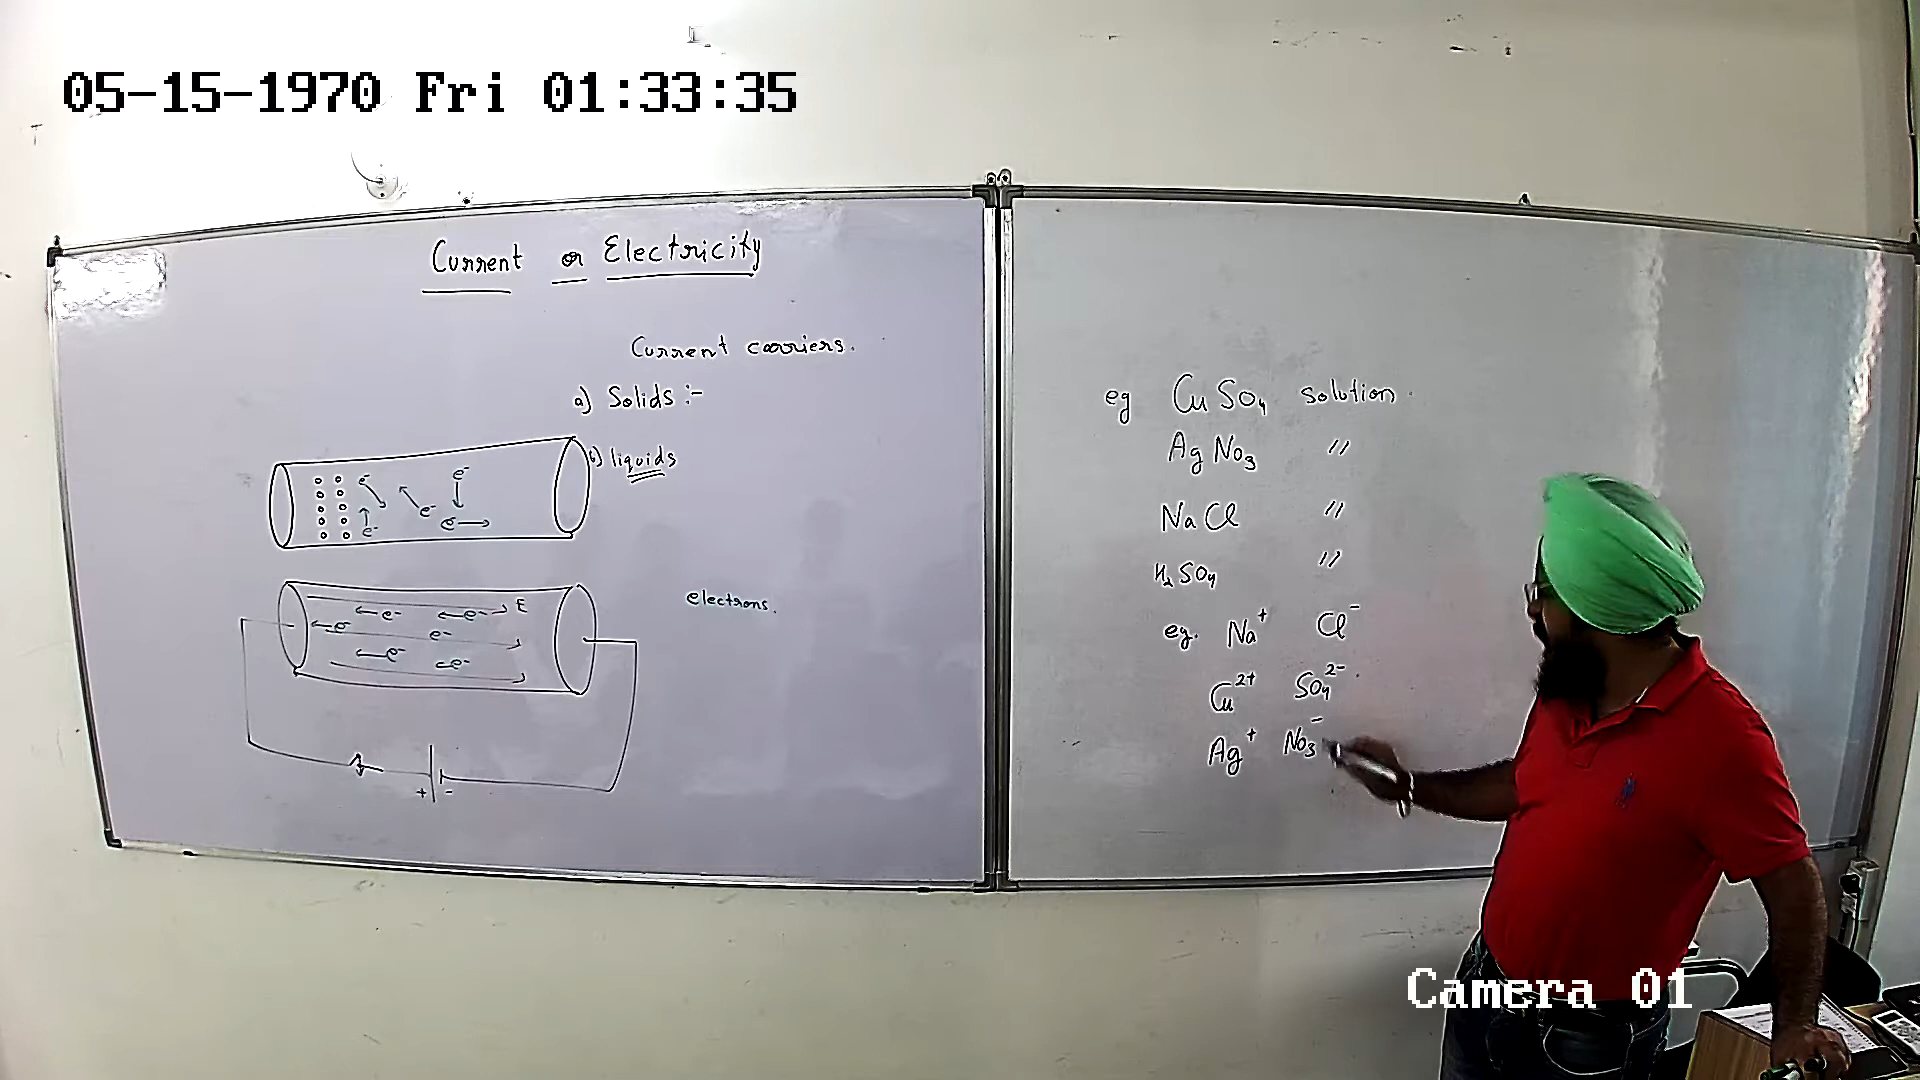 05-15-1970 Fri 01:33:35
Current or Electricity
Current carriers.
a) Solids :-
b) liquids
e⁻ e⁻
e⁻ e⁻
e⁻
e⁻ e⁻ E
e⁻ e⁻
e⁻ e⁻
electrons.
+ -
eg CuSO₄ solution.
AgNO₃ "
NaCl "
H₂SO₄ "
eg. Na⁺ Cl⁻
Cu²⁺ SO₄²⁻
Ag⁺ NO₃⁻
Camera 01